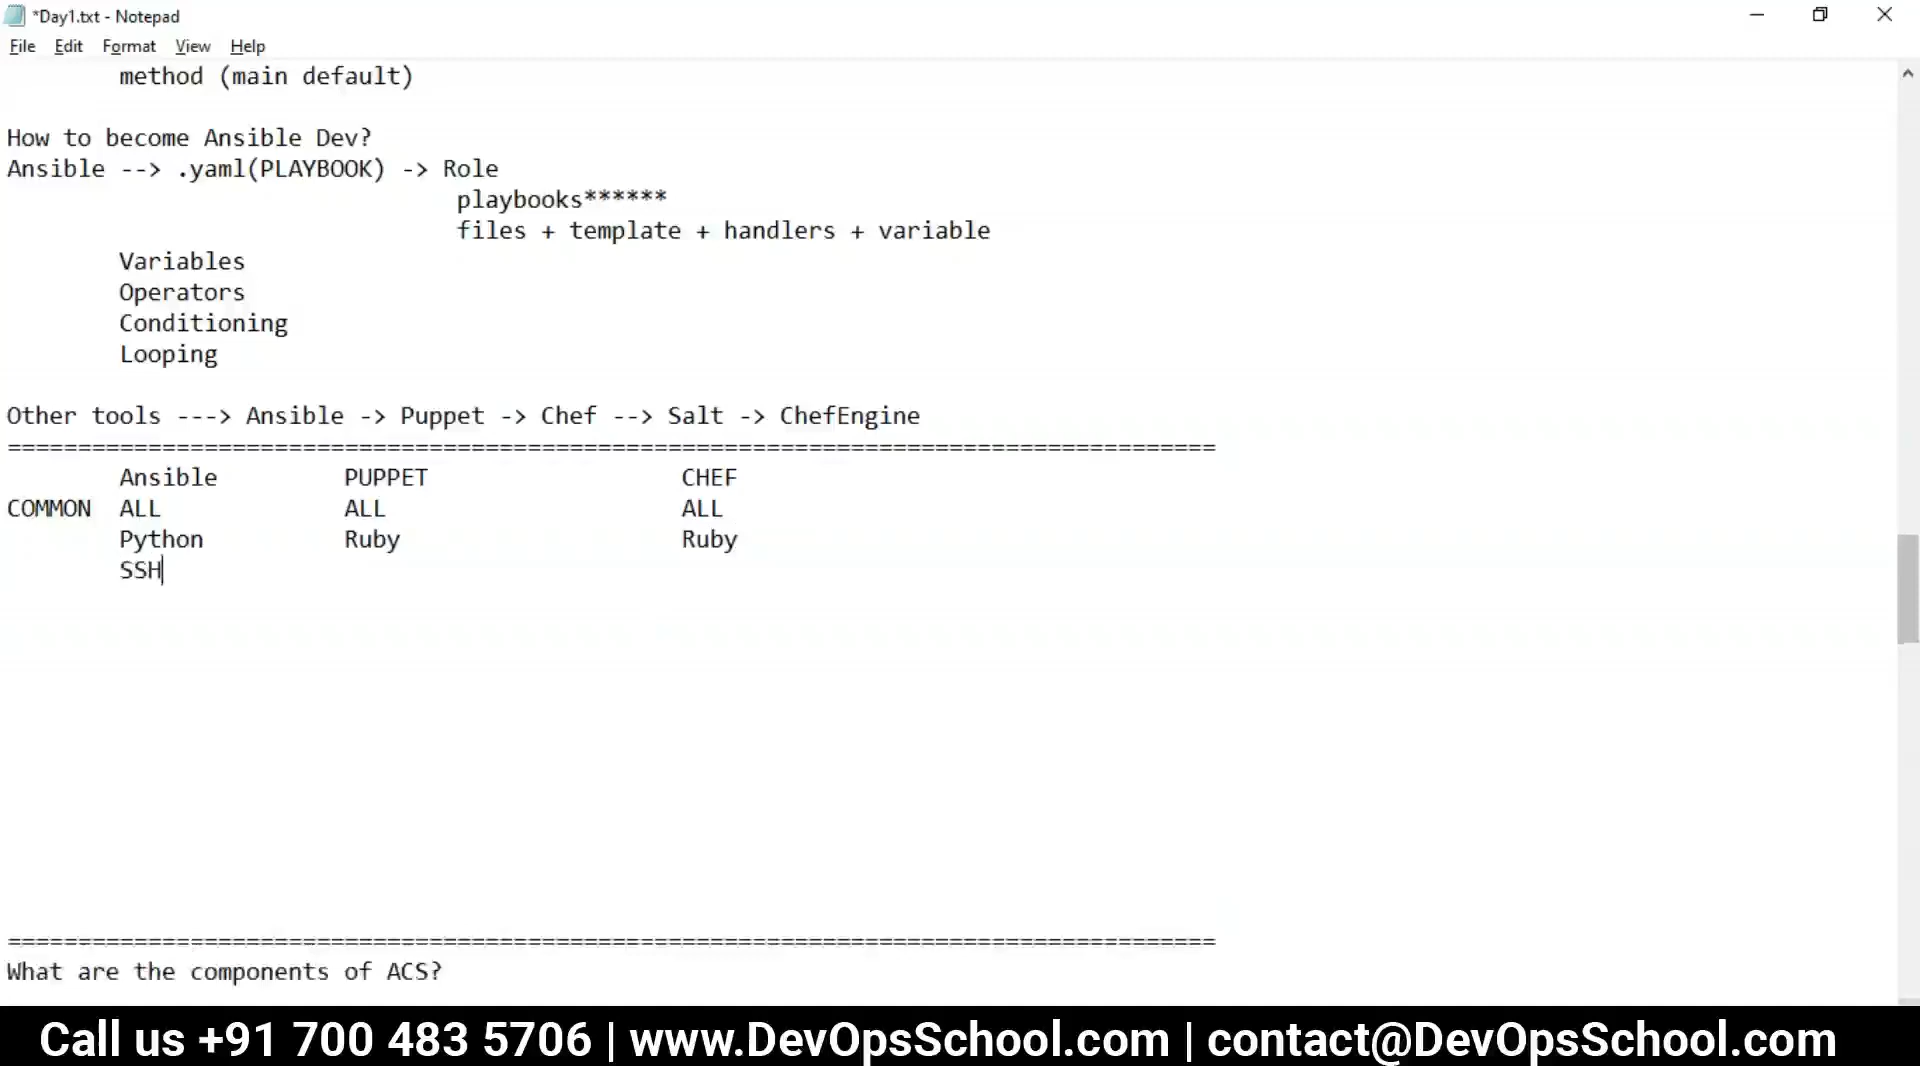 *Day1.txt - Notepad
File Edit Format View Help
method (main default)
How to become Ansible Dev?
Ansible --> .yaml(PLAYBOOK) -> Role
playbooks******
files + template + handlers + variable
Variables
Operators
Conditioning
Looping
Other tools ---> Ansible -> Puppet -> Chef --> Salt -> ChefEngine
======================================================================================
Ansible PUPPET CHEF
COMMON ALL ALL ALL
Python Ruby Ruby
SSH
======================================================================================
What are the components of ACS?
Call us +91 700 483 5706 | www.DevOpsSchool.com | contact@DevOpsSchool.com